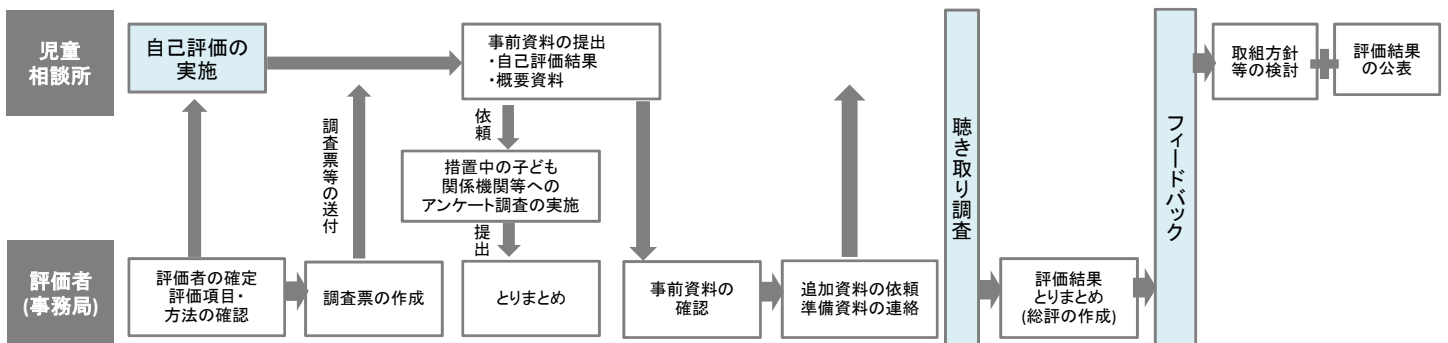 児童
相談所
自己評価の
実施
事前資料の提出
・自己評価結果
・概要資料
取組方針
等の検討
評価結果
の公表
調査票等の送付
依頼
措置中の子ども
関係機関等への
アンケート調査の実施
提出
聴き取り調査
フィードバック
評価者
(事務局)
評価者の確定
評価項目・
方法の確認
調査票の作成
とりまとめ
事前資料の
確認
追加資料の依頼
準備資料の連絡
評価結果
とりまとめ
(総評の作成)